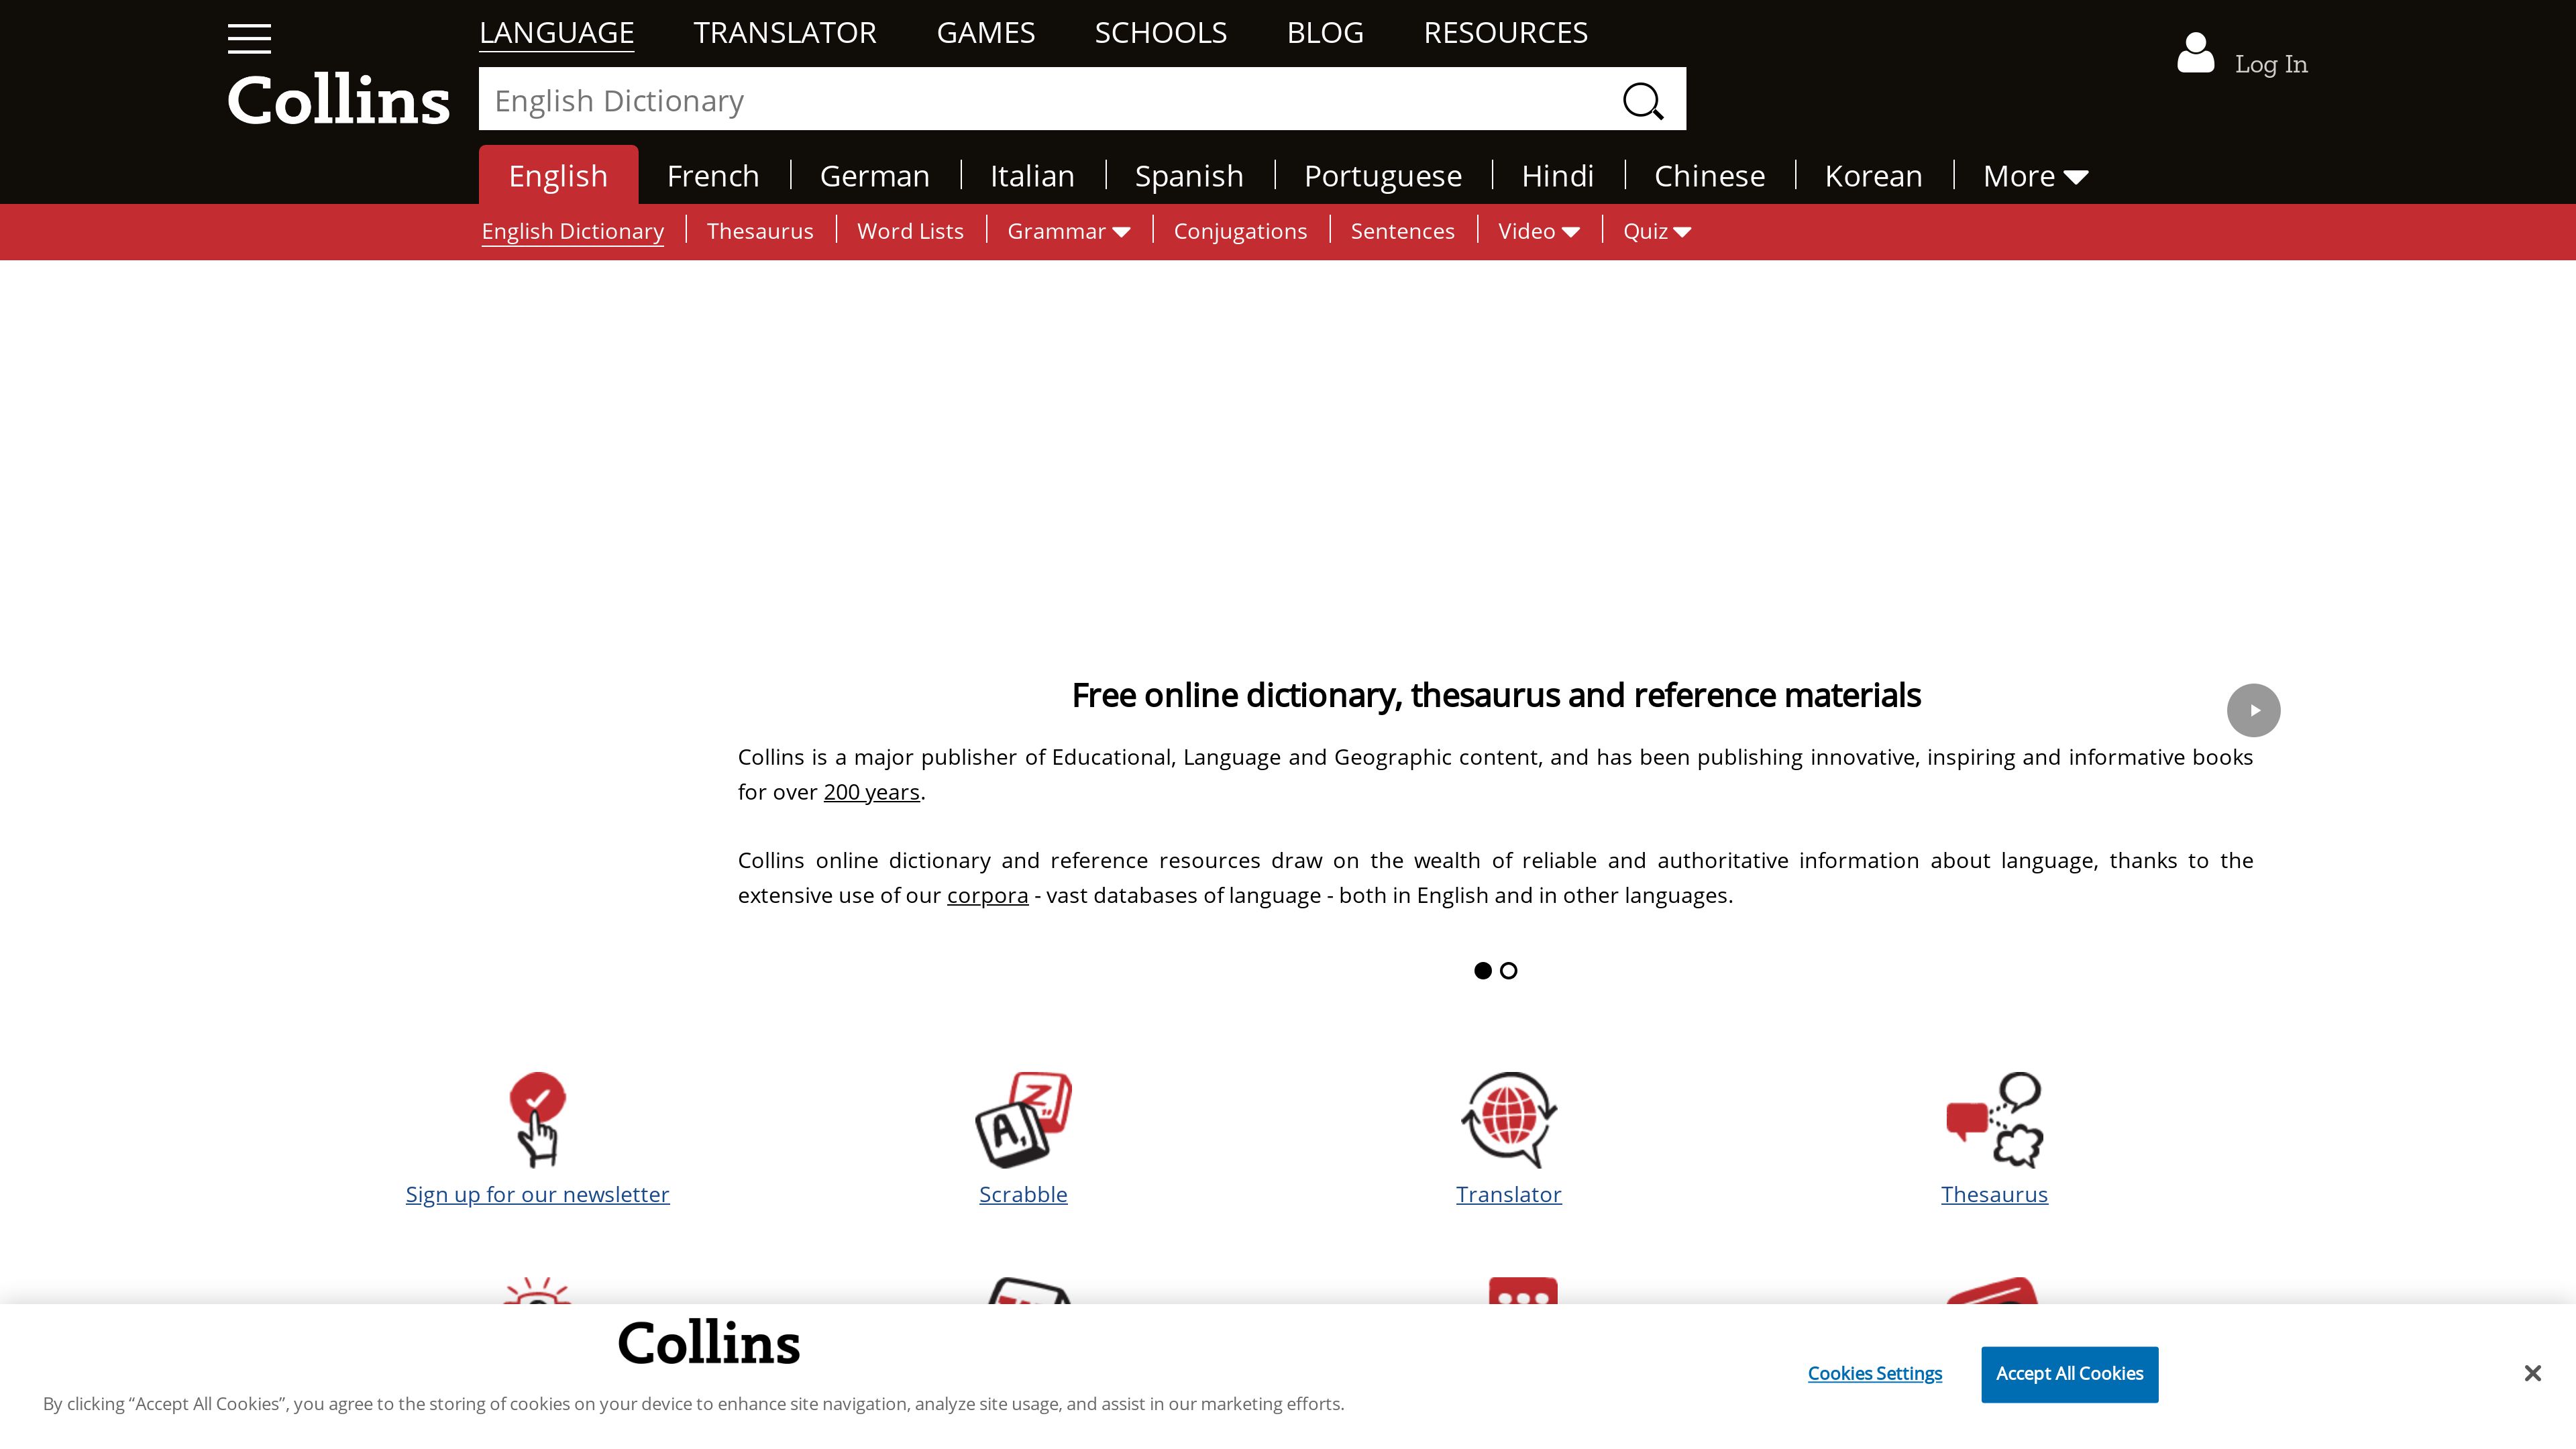 LANGUAGE TRANSLATOR GAMES SCHOOLS BLOG RESOURCES
Log In
Collins
English Dictionary
English French German Italian Spanish Portuguese Hindi Chinese Korean More
English Dictionary Thesaurus Word Lists Grammar Conjugations Sentences Video Quiz
Free online dictionary, thesaurus and reference materials
Collins is a major publisher of Educational, Language and Geographic content, and has been publishing innovative, inspiring and informative books
for over 200 years.
Collins online dictionary and reference resources draw on the wealth of reliable and authoritative information about language, thanks to the
extensive use of our corpora - vast databases of language - both in English and in other languages.
A, Z
Sign up for our newsletter Scrabble Translator Thesaurus
Collins
By clicking “Accept All Cookies”, you agree to the storing of cookies on your device to enhance site navigation, analyze site usage, and assist in our marketing efforts.
Cookies Settings Accept All Cookies